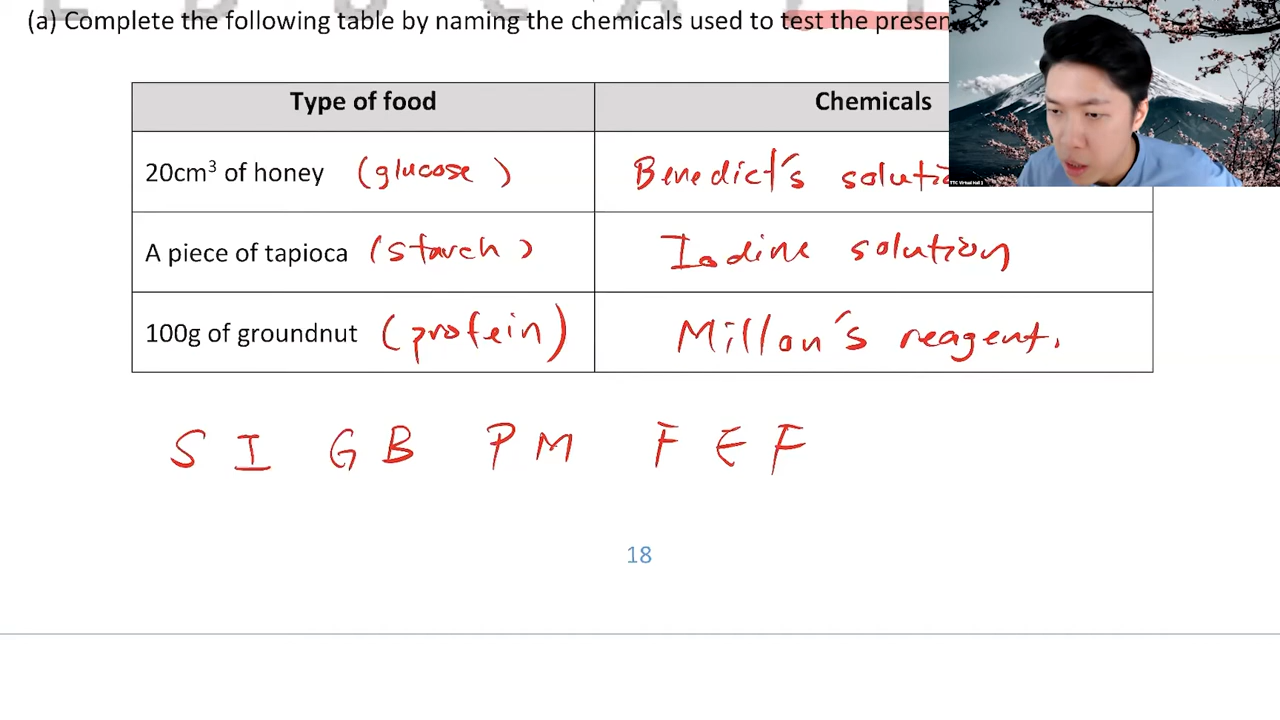 (a) Complete the following table by naming the chemicals used to test the presen
Type of food Chemicals
20cm³ of honey (glucose) Benedict's soluti
A piece of tapioca (starch) Iodine solution
100g of groundnut (protein) Millon's reagent.
S I G B P M F E F
18